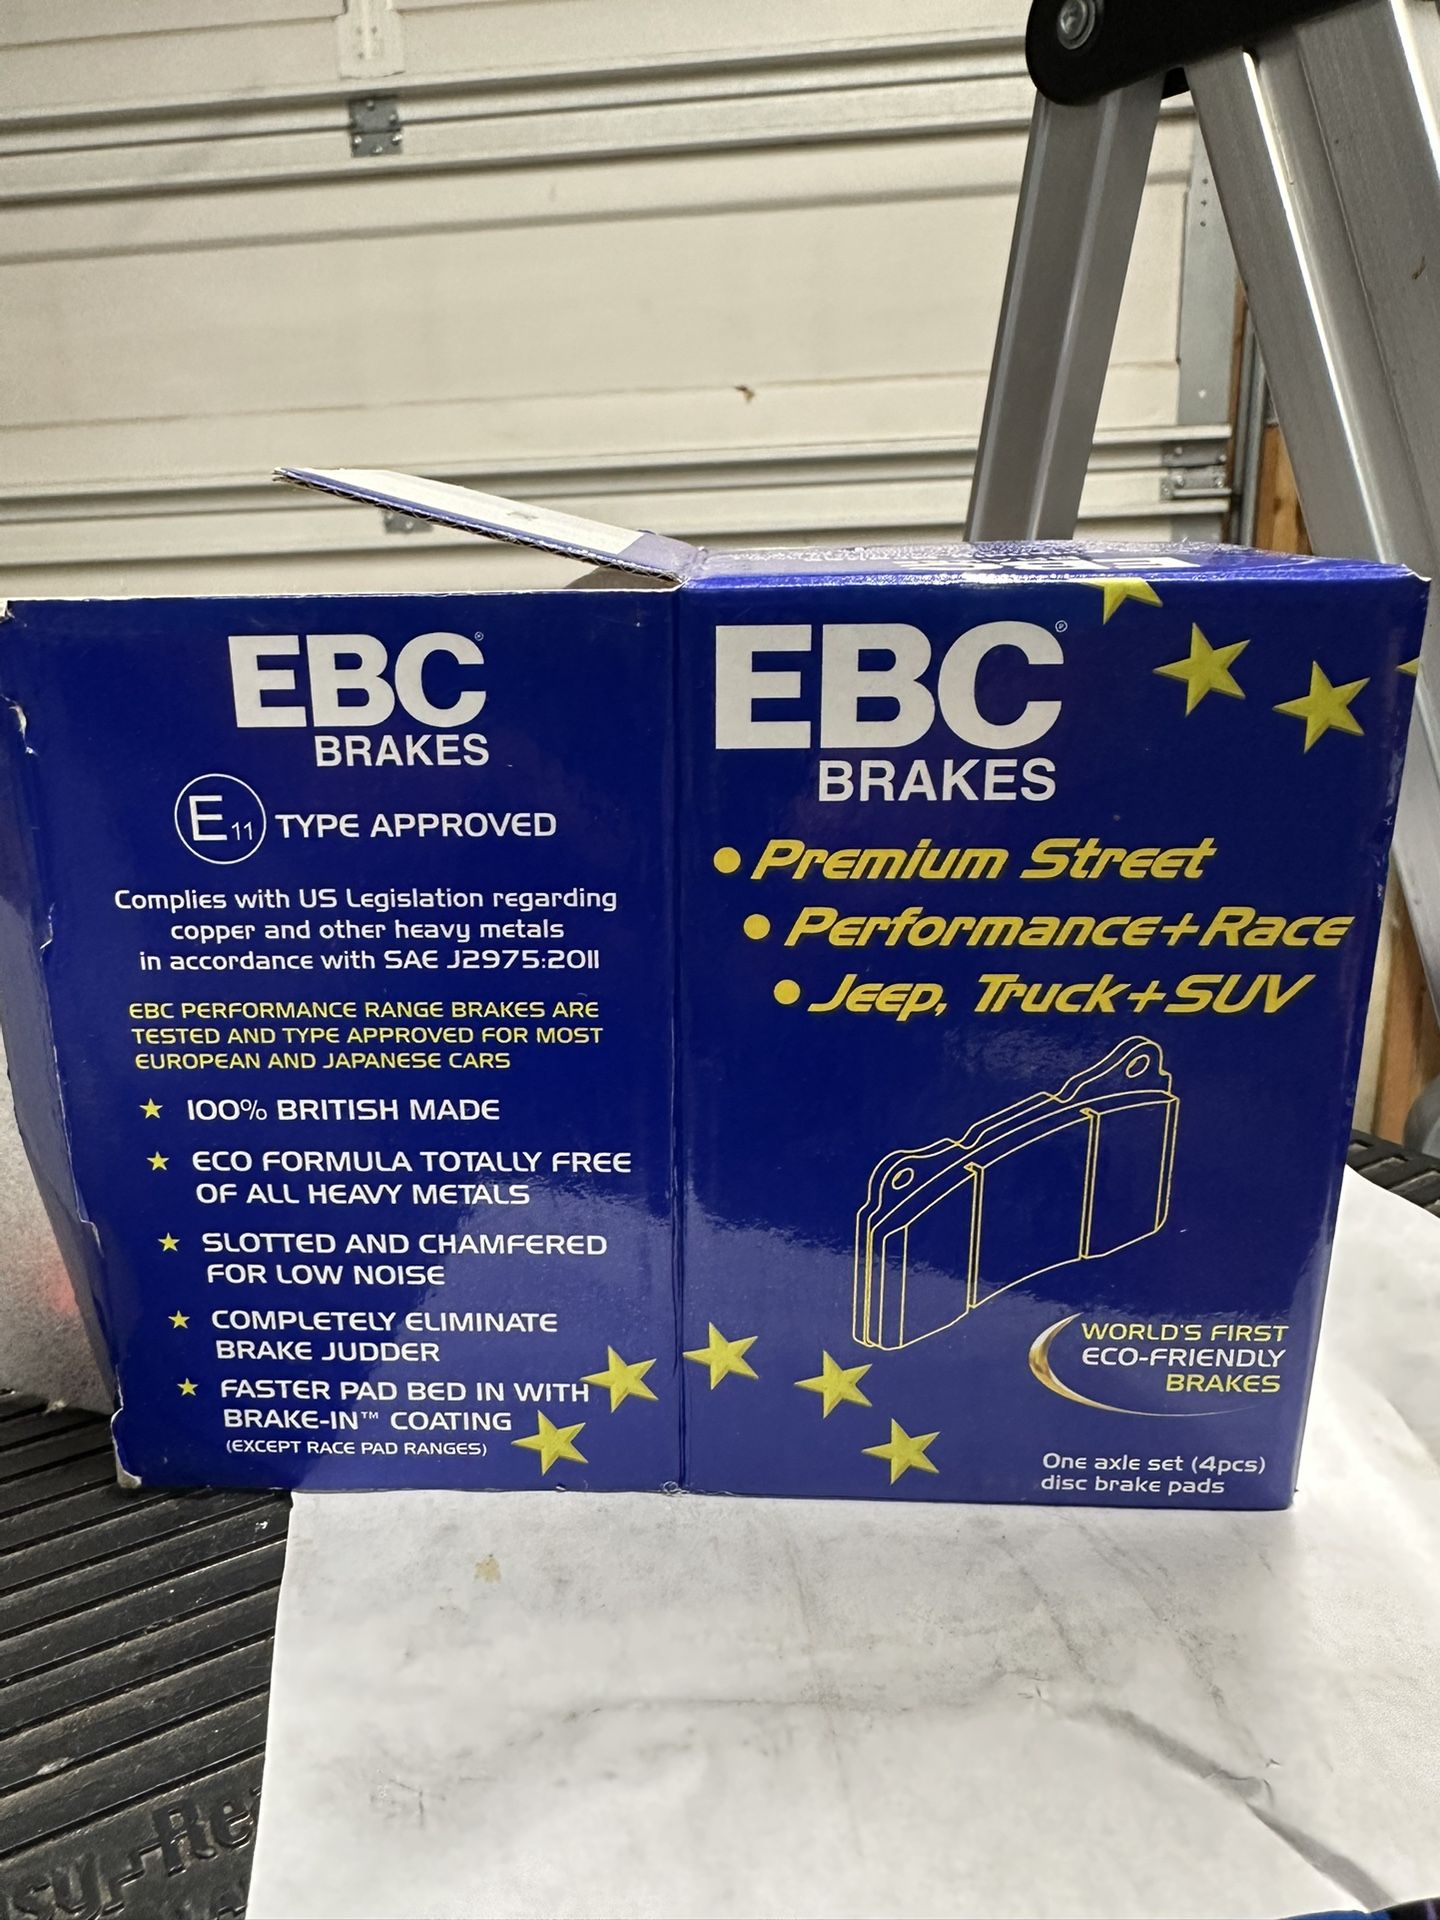 EBC
BRAKES
E11 TYPE APPROVED
Complies with US Legislation regarding
copper and other heavy metals
in accordance with SAE J2975:2011
EBC PERFORMANCE RANGE BRAKES ARE
TESTED AND TYPE APPROVED FOR MOST
EUROPEAN AND JAPANESE CARS
★ 100% BRITISH MADE
★ ECO FORMULA TOTALLY FREE
OF ALL HEAVY METALS
★ SLOTTED AND CHAMFERED
FOR LOW NOISE
★ COMPLETELY ELIMINATE
BRAKE JUDDER
★ FASTER PAD BED IN WITH
BRAKE-IN™ COATING
(EXCEPT RACE PAD RANGES)
EBC
EBC
BRAKES
• Premium Street
• Performance+Race
• Jeep, Truck+SUV
WORLD'S FIRST
ECO-FRIENDLY
BRAKES
One axle set (4pcs)
disc brake pads